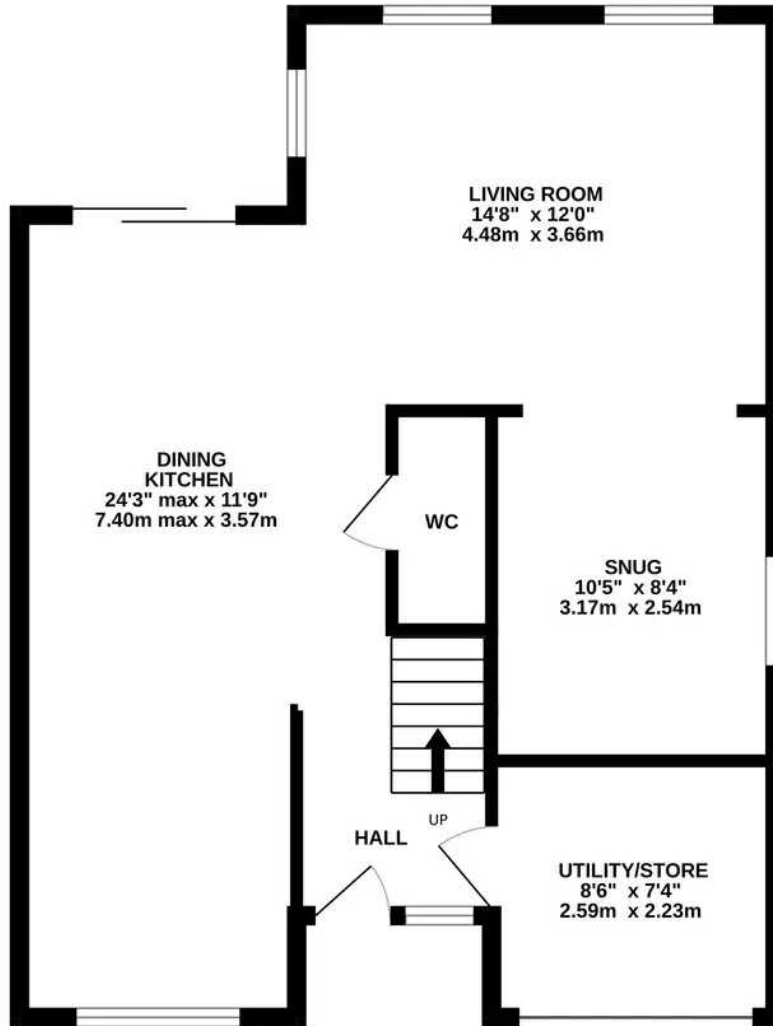 LIVING ROOM
14'8" x 12'0"
4.48m x 3.66m
DINING
KITCHEN
24'3" max x 11'9"
7.40m max x 3.57m
WC
SNUG
10'5" x 8'4"
3.17m x 2.54m
UP
HALL
UTILITY/STORE
8'6" x 7'4"
2.59m x 2.23m